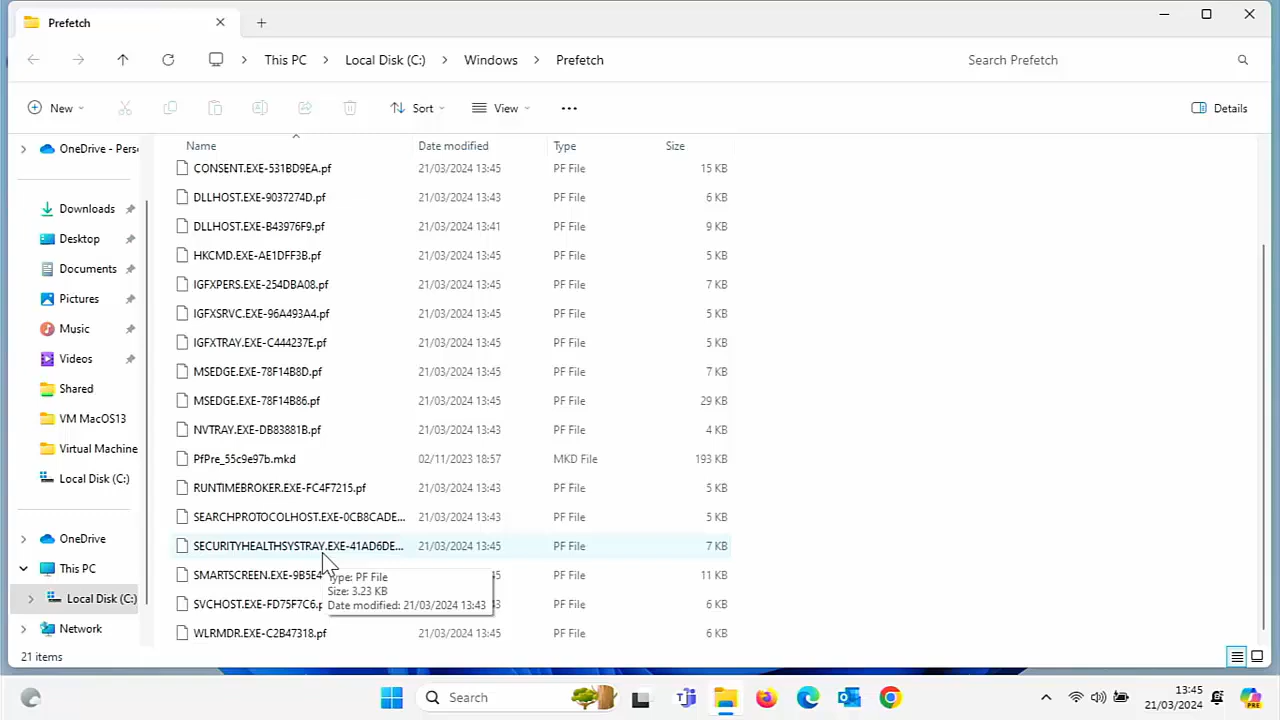 Prefetch
This PC > Local Disk (C:) > Windows > Prefetch
Search Prefetch
New
Sort
View
Details
OneDrive - Pers
Downloads
Desktop
Documents
Pictures
Music
Videos
Shared
VM MacOS13
Virtual Machine
Local Disk (C:)
OneDrive
This PC
Local Disk (C:)
Network
Name Date modified Type Size
CONSENT.EXE-531BD9EA.pf 21/03/2024 13:45 PF File 15 KB
DLLHOST.EXE-9037274D.pf 21/03/2024 13:43 PF File 6 KB
DLLHOST.EXE-B43976F9.pf 21/03/2024 13:41 PF File 9 KB
HKCMD.EXE-AE1DFF3B.pf 21/03/2024 13:45 PF File 5 KB
IGFXPERS.EXE-254DBA08.pf 21/03/2024 13:45 PF File 7 KB
IGFXSRVC.EXE-96A493A4.pf 21/03/2024 13:45 PF File 5 KB
IGFXTRAY.EXE-C444237E.pf 21/03/2024 13:45 PF File 5 KB
MSEDGE.EXE-78F14B8D.pf 21/03/2024 13:45 PF File 7 KB
MSEDGE.EXE-78F14B86.pf 21/03/2024 13:45 PF File 29 KB
NVTRAY.EXE-DB83881B.pf 21/03/2024 13:43 PF File 4 KB
PfPre_55c9e97b.mkd 02/11/2023 18:57 MKD File 193 KB
RUNTIMEBROKER.EXE-FC4F7215.pf 21/03/2024 13:43 PF File 5 KB
SEARCHPROTOCOLHOST.EXE-0CB8CADE... 21/03/2024 13:43 PF File 5 KB
SECURITYHEALTHSYSTRAY.EXE-41AD6DE... 21/03/2024 13:45 PF File 7 KB
SMARTSCREEN.EXE-9B5E4 45 PF File 11 KB
SVCHOST.EXE-FD75F7C6.p 45 PF File 6 KB
WLRMDR.EXE-C2B47318.pf 21/03/2024 13:45 PF File 6 KB
Type: PF File
Size: 3.23 KB
Date modified: 21/03/2024 13:43
21 items
Search
13:45
21/03/2024
PRE